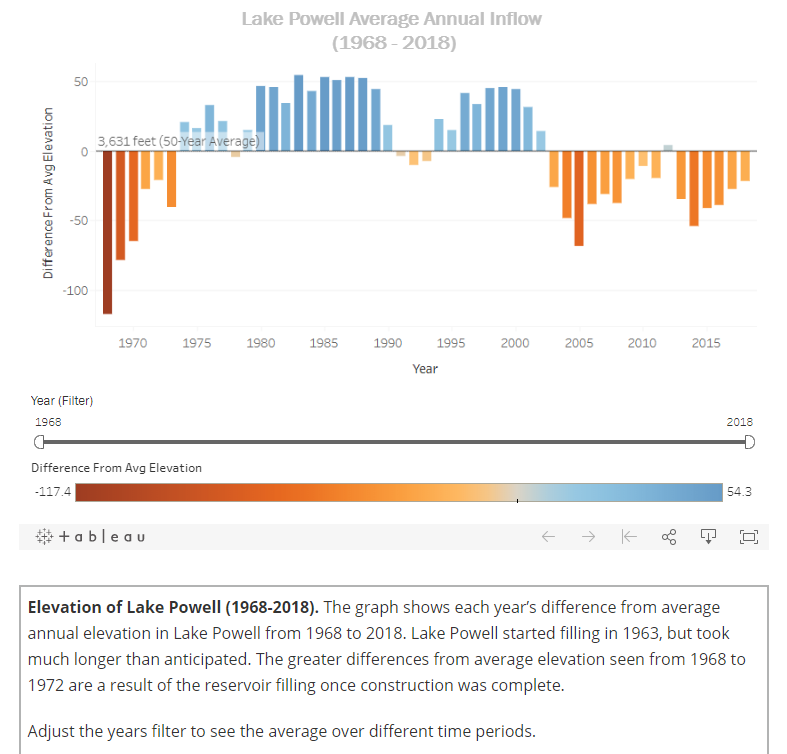 Lake Powell Average Annual Inflow
(1968 - 2018)
50
3,631 feet (50-Year Average)
0
-50
-100
Difference From Avg Elevation
1970 1975 1980 1985 1990 1995 2000 2005 2010 2015
Year
Year (Filter)
1968 2018
Difference From Avg Elevation
-117.4 54.3
+ a b l e a u
Elevation of Lake Powell (1968-2018). The graph shows each year’s difference from average
annual elevation in Lake Powell from 1968 to 2018. Lake Powell started filling in 1963, but took
much longer than anticipated. The greater differences from average elevation seen from 1968 to
1972 are a result of the reservoir filling once construction was complete.
Adjust the years filter to see the average over different time periods.